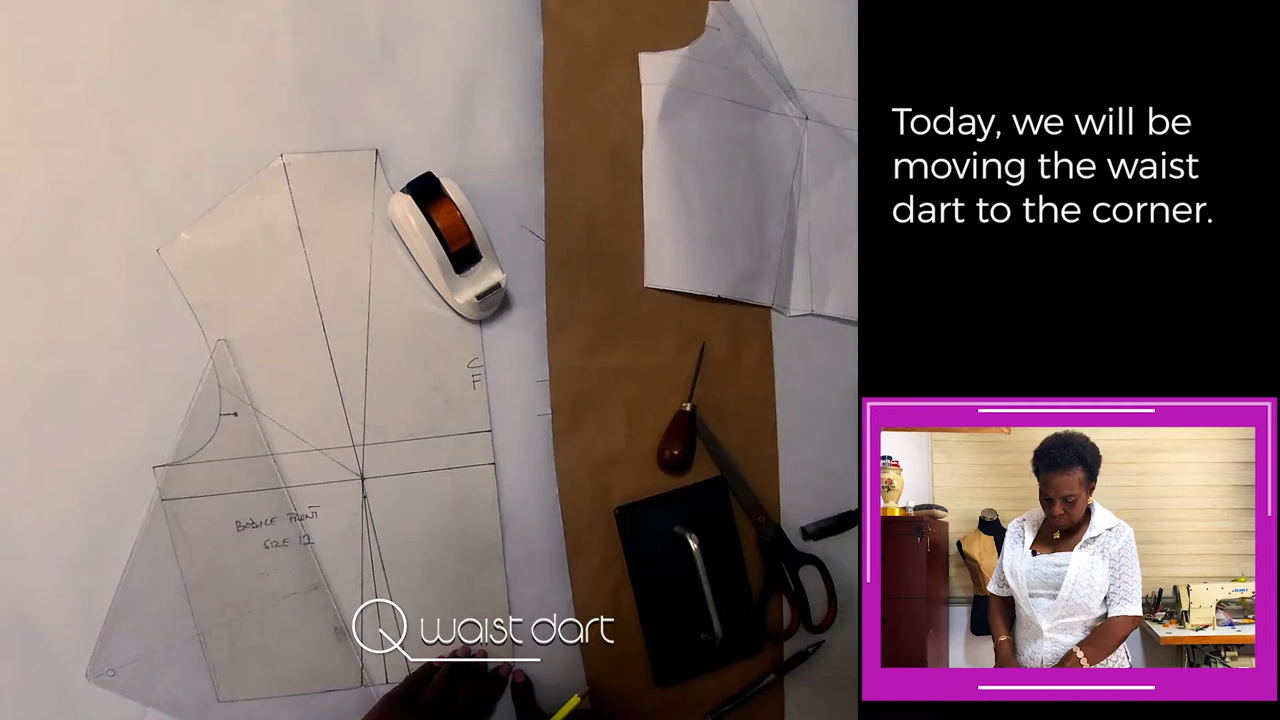 Today, we will be
moving the waist
dart to the corner.
C
F
BODICE FRONT
SIZE 12
waist dart